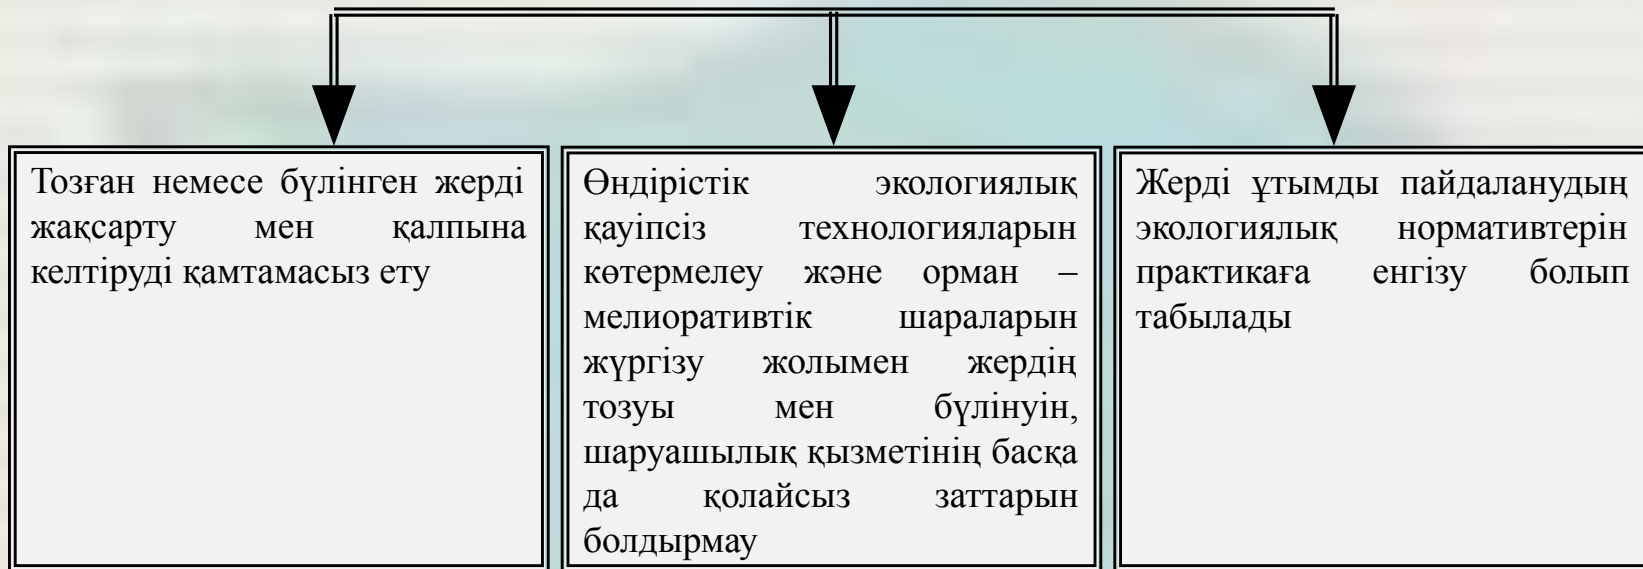 Тозған немесе бүлінген жерді
жақсарту мен қалпына
келтіруді қамтамасыз ету
Өндірістік экологиялық
қауіпсіз технологияларын
көтермелеу және орман –
мелиоративтік шараларын
жүргізу жолымен жердің
тозуы мен бүлінуін,
шаруашылық қызметінің басқа
да қолайсыз заттарын
болдырмау
Жерді ұтымды пайдаланудың
экологиялық нормативтерін
практикаға енгізу болып
табылады